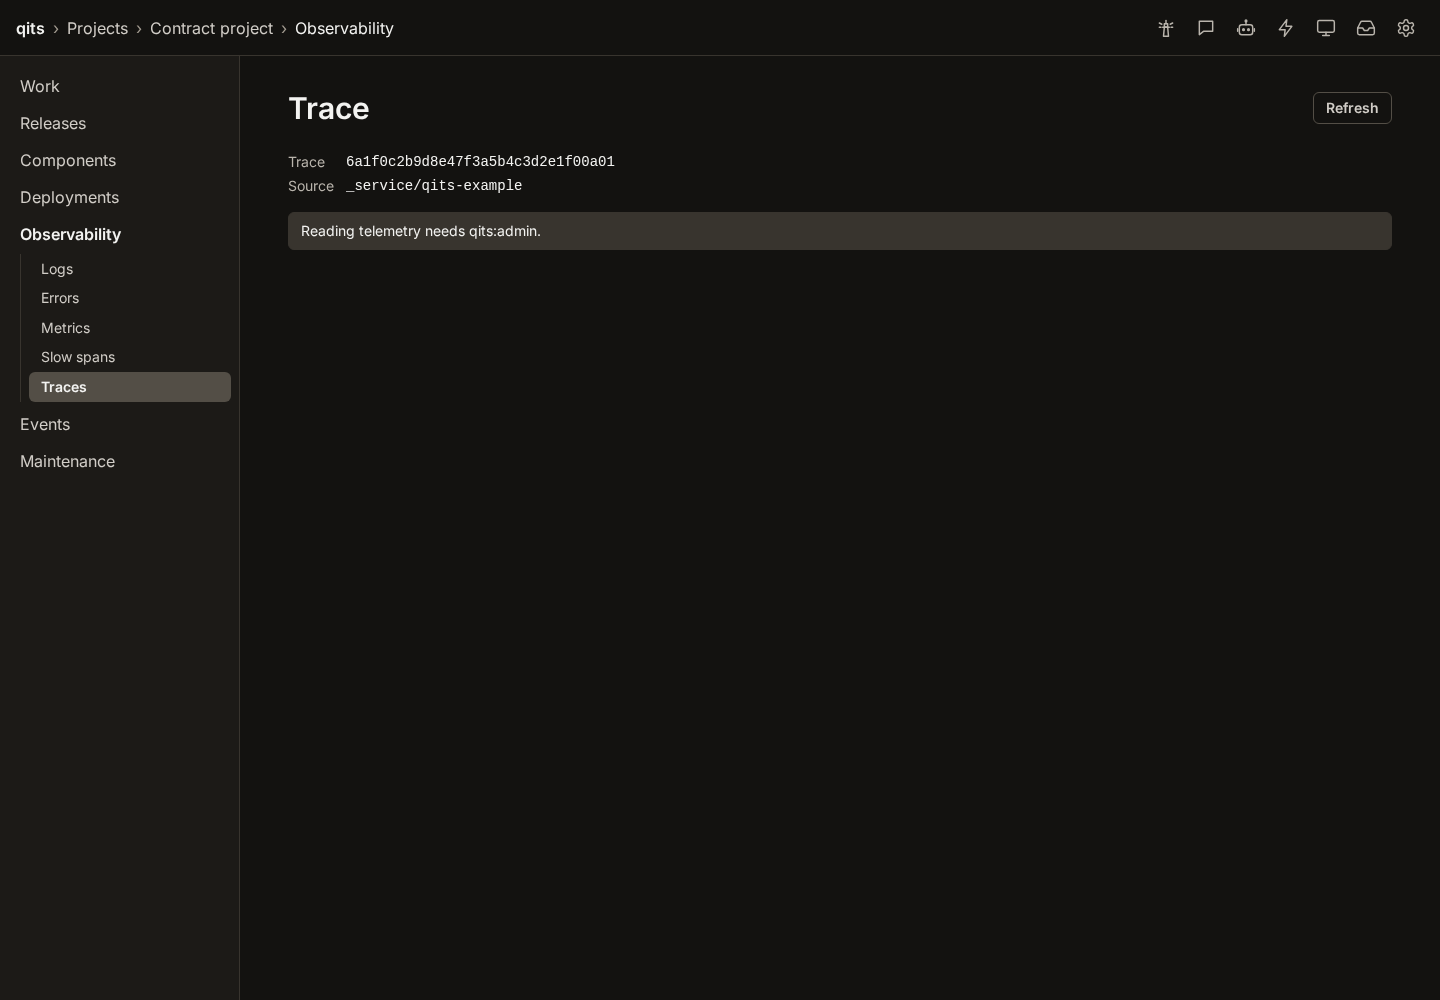 qits › Projects › Contract project › Observability
Work
Releases
Components
Deployments
Observability
Logs
Errors
Metrics
Slow spans
Traces
Events
Maintenance
Trace
Refresh
Trace 6a1f0c2b9d8e47f3a5b4c3d2e1f00a01
Source _service/qits-example
Reading telemetry needs qits:admin.